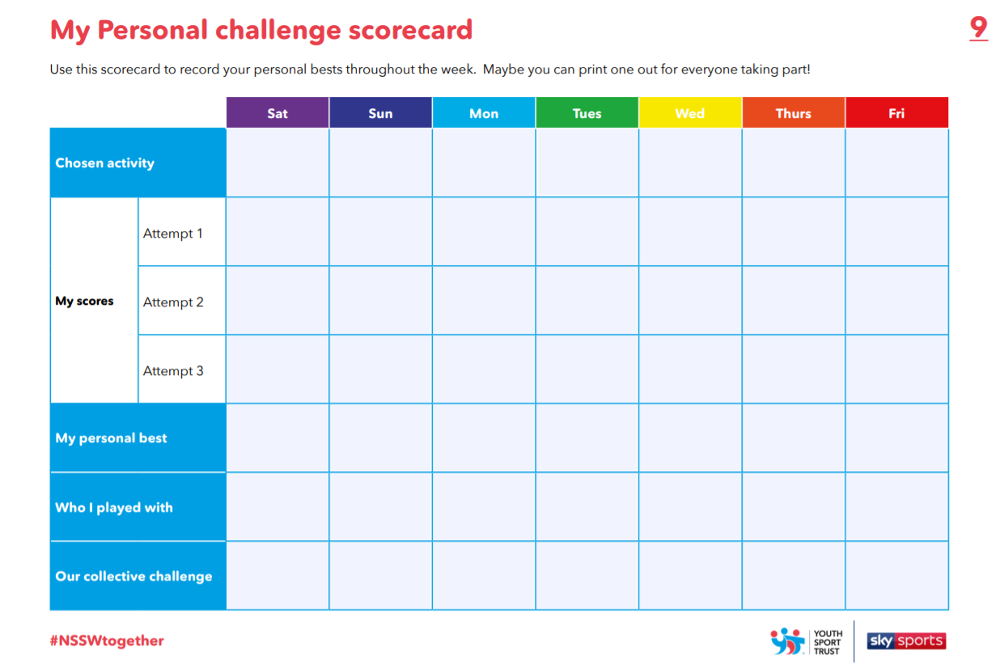 My Personal challenge scorecard
9
Use this scorecard to record your personal bests throughout the week.  Maybe you can print one out for everyone taking part!
Sat Sun Mon Tues Wed Thurs Fri
Chosen activity
My scores
Attempt 1
Attempt 2
Attempt 3
My personal best
Who I played with
Our collective challenge
#NSSWtogether
YOUTH
SPORT
TRUST
sky sports